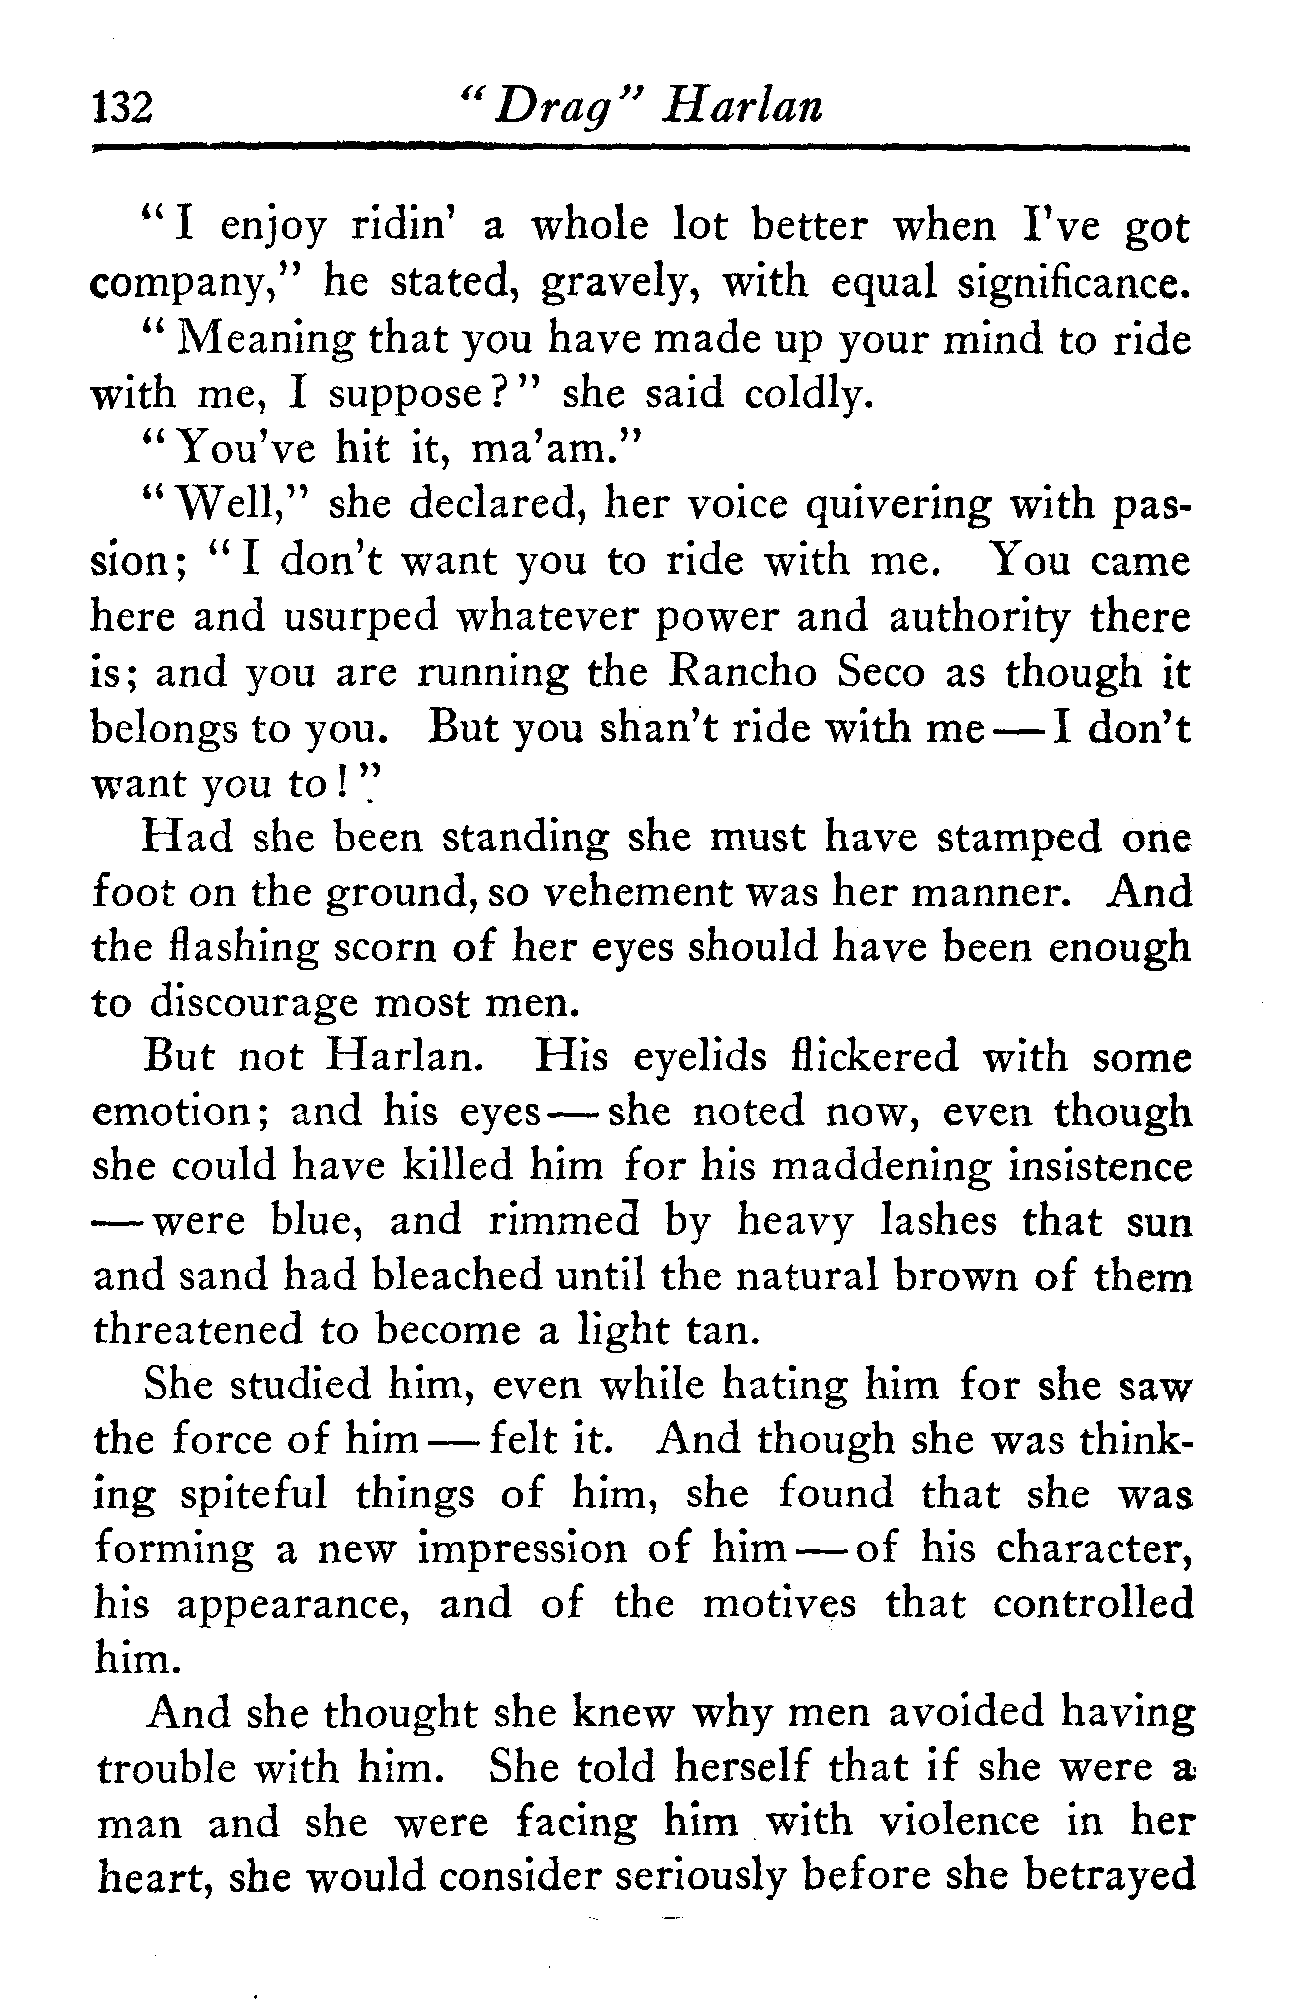 132 "Drag" Harlan
"I enjoy ridin' a whole lot better when I've got
company," he stated, gravely, with equal significance.
"Meaning that you have made up your mind to ride
with me, I suppose?" she said coldly.
"You've hit it, ma'am."
"Well," she declared, her voice quivering with pas-
sion; "I don't want you to ride with me. You came
here and usurped whatever power and authority there
is; and you are running the Rancho Seco as though it
belongs to you. But you shan't ride with me—I don't
want you to!"
Had she been standing she must have stamped one
foot on the ground, so vehement was her manner. And
the flashing scorn of her eyes should have been enough
to discourage most men.
But not Harlan. His eyelids flickered with some
emotion; and his eyes—she noted now, even though
she could have killed him for his maddening insistence
—were blue, and rimmed by heavy lashes that sun
and sand had bleached until the natural brown of them
threatened to become a light tan.
She studied him, even while hating him for she saw
the force of him—felt it. And though she was think-
ing spiteful things of him, she found that she was
forming a new impression of him—of his character,
his appearance, and of the motives that controlled
him.
And she thought she knew why men avoided having
trouble with him. She told herself that if she were a
man and she were facing him with violence in her
heart, she would consider seriously before she betrayed